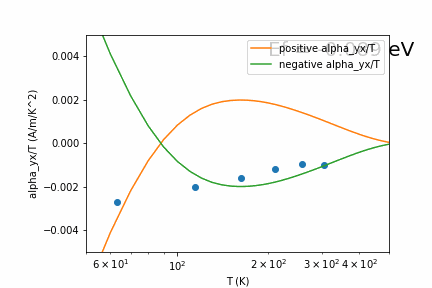 eV
positive alpha_yx/T
negative alpha_yx/T
alpha_yx/T (A/m/K^2)
0.004
0.002
0.000
−0.002
−0.004
6 × 10¹
10²
2 × 10²
3 × 10²
4 × 10²
T (K)